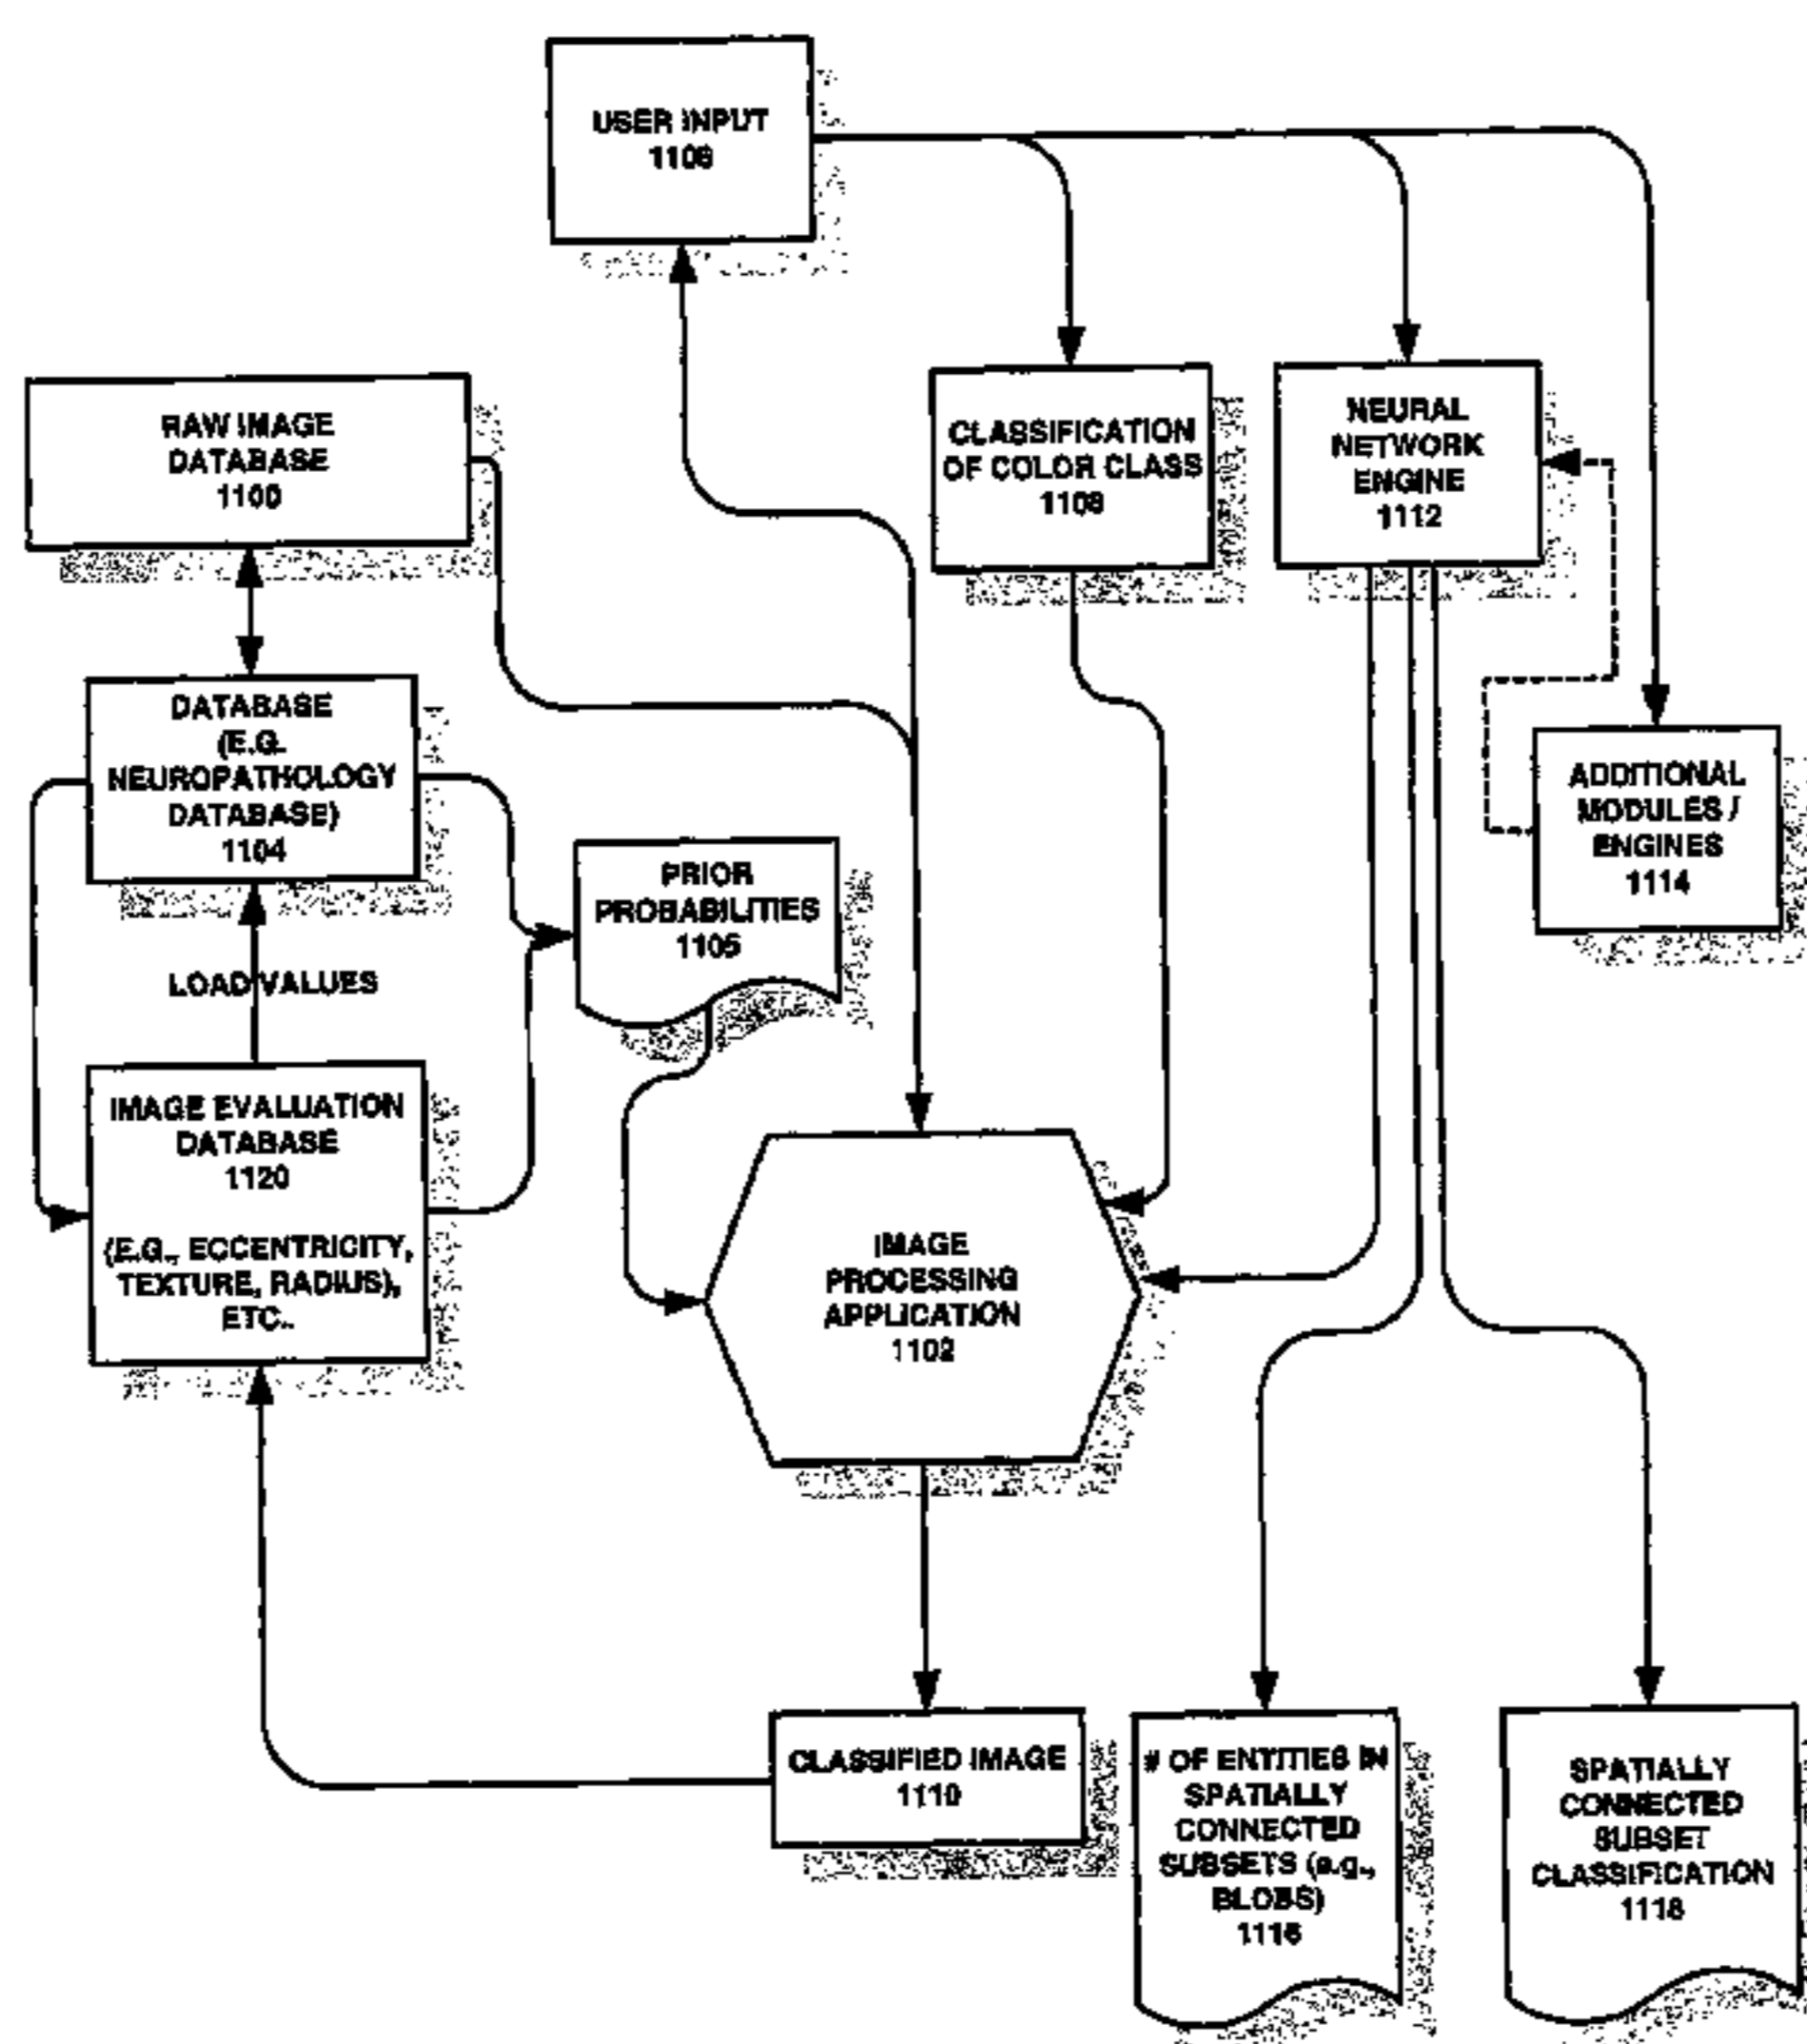 USER INPUT
1106
RAW IMAGE
DATABASE
1100
CLASSIFICATION
OF COLOR CLASS
1108
NEURAL
NETWORK
ENGINE
1112
DATABASE
(E.G.
NEUROPATHOLOGY
DATABASE)
1104
ADDITIONAL
MODULES /
ENGINES
1114
PRIOR
PROBABILITIES
1105
LOAD VALUES
IMAGE EVALUATION
DATABASE
1120
(E.G., ECCENTRICITY,
TEXTURE, RADIUS),
ETC..
IMAGE
PROCESSING
APPLICATION
1102
CLASSIFIED IMAGE
1110
# OF ENTITIES IN
SPATIALLY
CONNECTED
SUBSETS (e.g.,
BLOBS)
1116
SPATIALLY
CONNECTED
SUBSET
CLASSIFICATION
1118